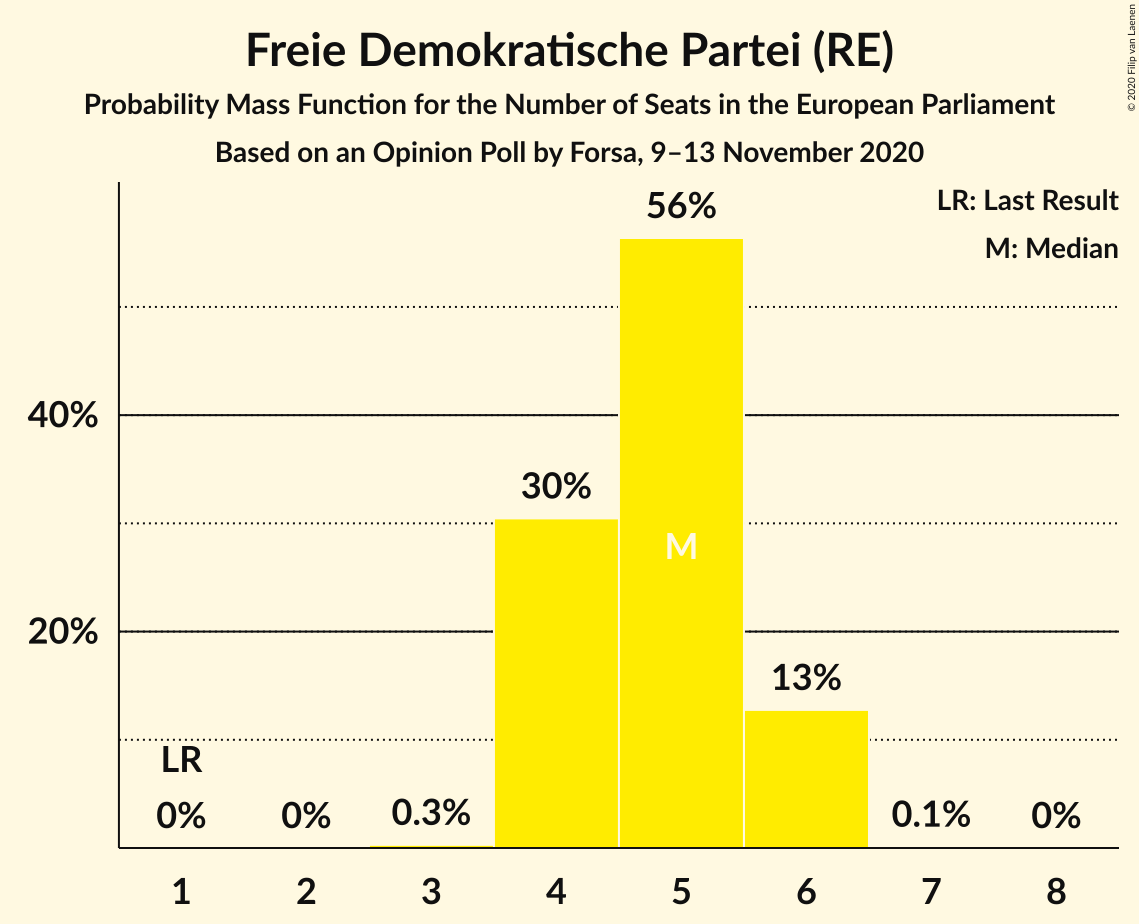 Freie Demokratische Partei (RE)
Probability Mass Function for the Number of Seats in the European Parliament
Based on an Opinion Poll by Forsa, 9–13 November 2020
© 2020 Filip van Laenen
LR: Last Result
M: Median
56%
40%
30%
M
20%
13%
LR
0%
0%
0.3%
0.1%
0%
1 2 3 4 5 6 7 8